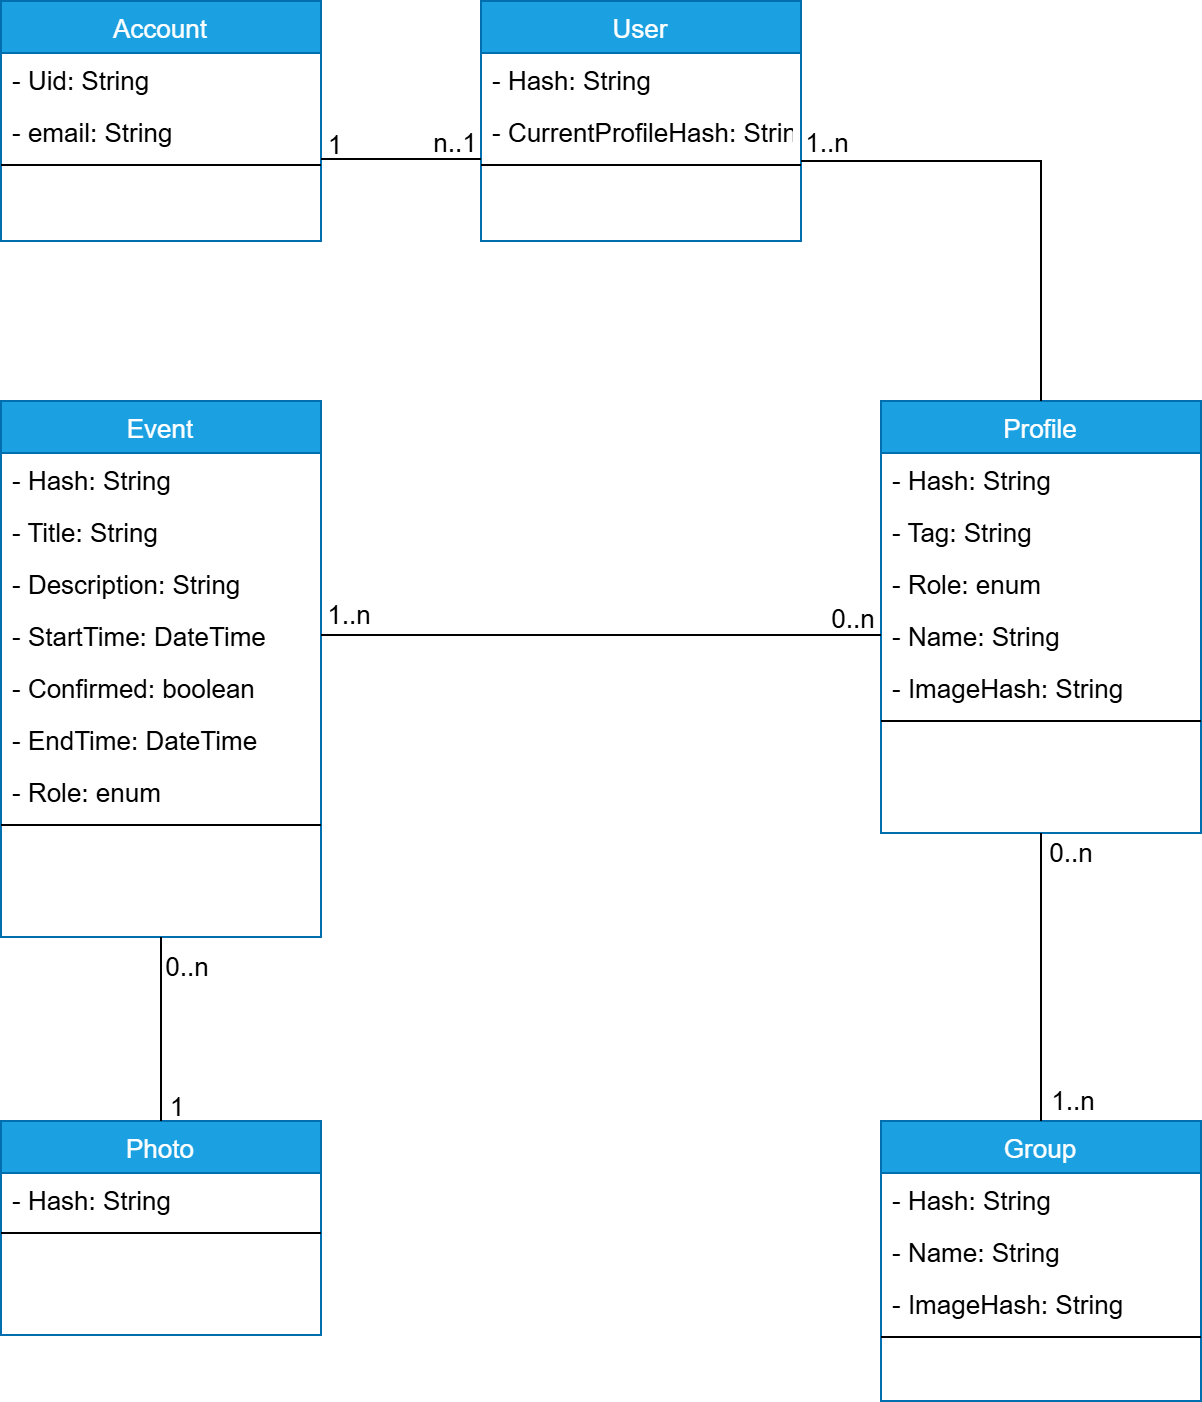 Account
- Uid: String
- email: String
1
n..1
User
- Hash: String
- CurrentProfileHash: Strin
1..n
Event
- Hash: String
- Title: String
- Description: String
- StartTime: DateTime
- Confirmed: boolean
- EndTime: DateTime
- Role: enum
1..n
0..n
Profile
- Hash: String
- Tag: String
- Role: enum
- Name: String
- ImageHash: String
0..n
0..n
1
1..n
Photo
- Hash: String
Group
- Hash: String
- Name: String
- ImageHash: String